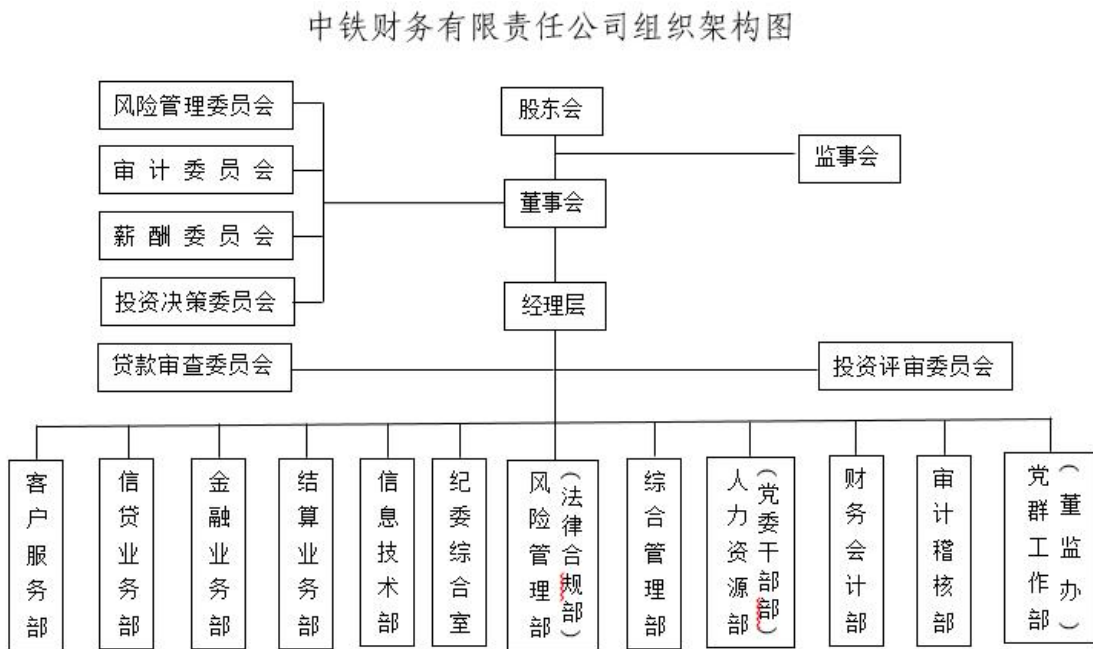 中铁财务有限责任公司组织架构图
风险管理委员会
股东会
审计委员会
监事会
董事会
薪酬委员会
投资决策委员会
经理层
贷款审查委员会
投资评审委员会
客户服务部
信贷业务部
金融业务部
结算业务部
信息技术部
纪委综合室
风险管理部
（法律合规部）
综合管理部
人力资源部
（党委干部部）
财务会计部
审计稽核部
党群工作部
（董监办）